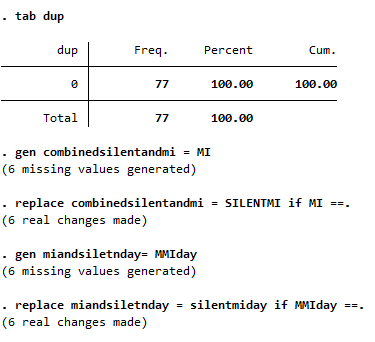 . tab dup
dup Freq. Percent Cum.
0 77 100.00 100.00
Total 77 100.00
. gen combinedsilentandmi = MI
(6 missing values generated)
. replace combinedsilentandmi = SILENTMI if MI ==.
(6 real changes made)
. gen miandsiletnday= MMIday
(6 missing values generated)
. replace miandsiletnday = silentmiday if MMIday ==.
(6 real changes made)